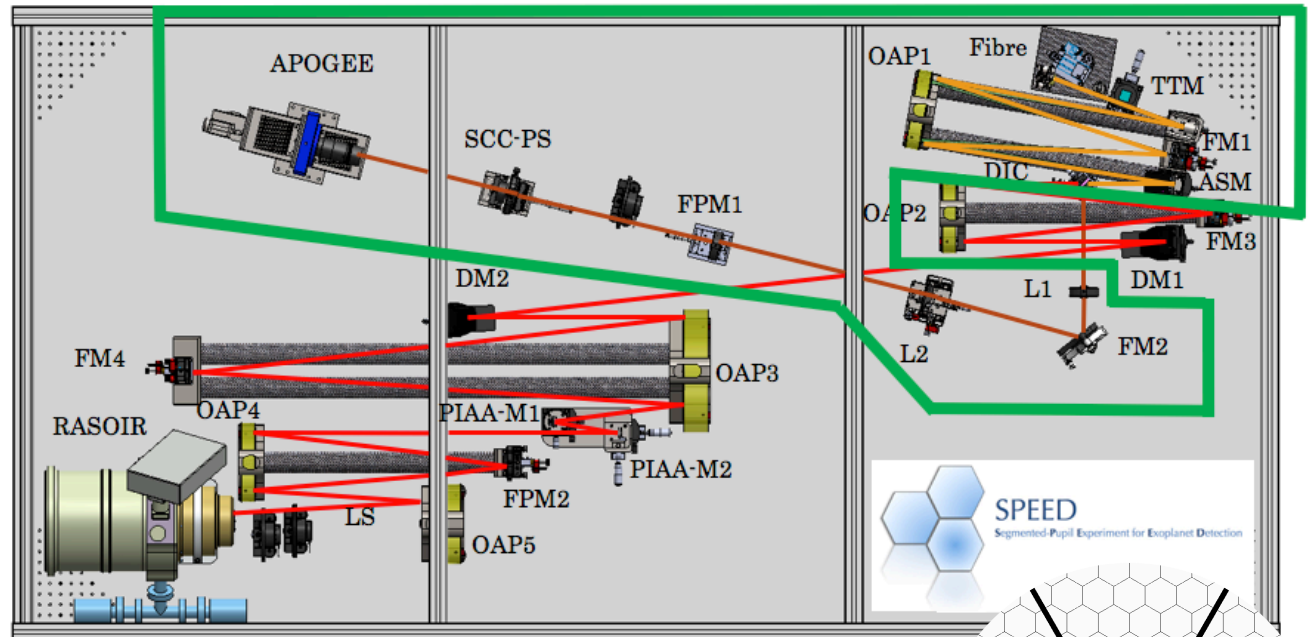 APOGEE
SCC-PS
FPM1
OAP1
Fibre
TTM
FM1
DIC
ASM
OAP2
FM3
DM1
L1
DM2
L2
FM2
FM4
OAP3
OAP4
PIAA-M1
RASOIR
PIAA-M2
FPM2
LS
OAP5
SPEED
Segmented-Pupil Experiment for Exoplanet Detection